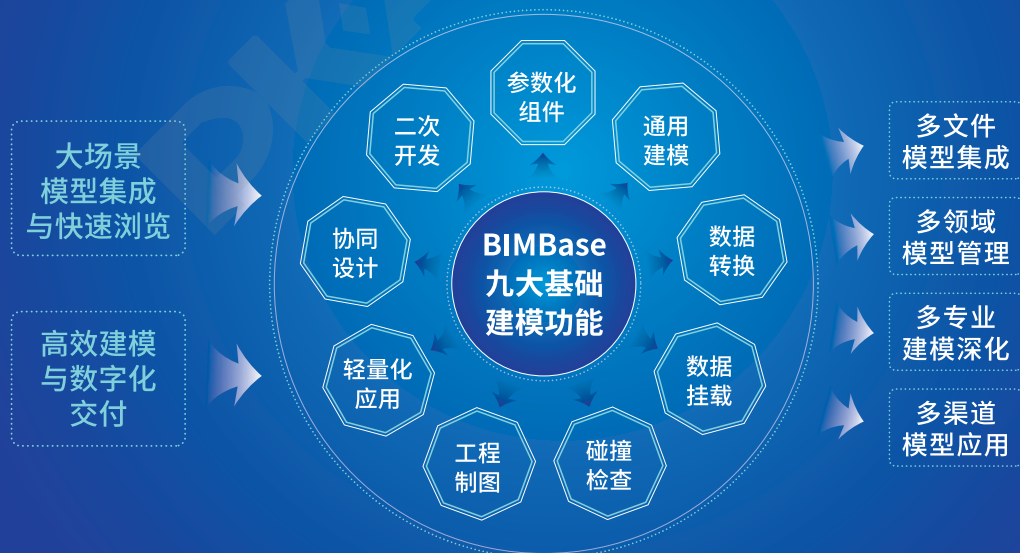 大场景
模型集成
与快速浏览
高效建模
与数字化
交付
BIMBase
九大基础
建模功能
参数化
组件
通用
建模
数据
转换
数据
挂载
碰撞
检查
工程
制图
轻量化
应用
协同
设计
二次
开发
多文件
模型集成
多领域
模型管理
多专业
建模深化
多渠道
模型应用